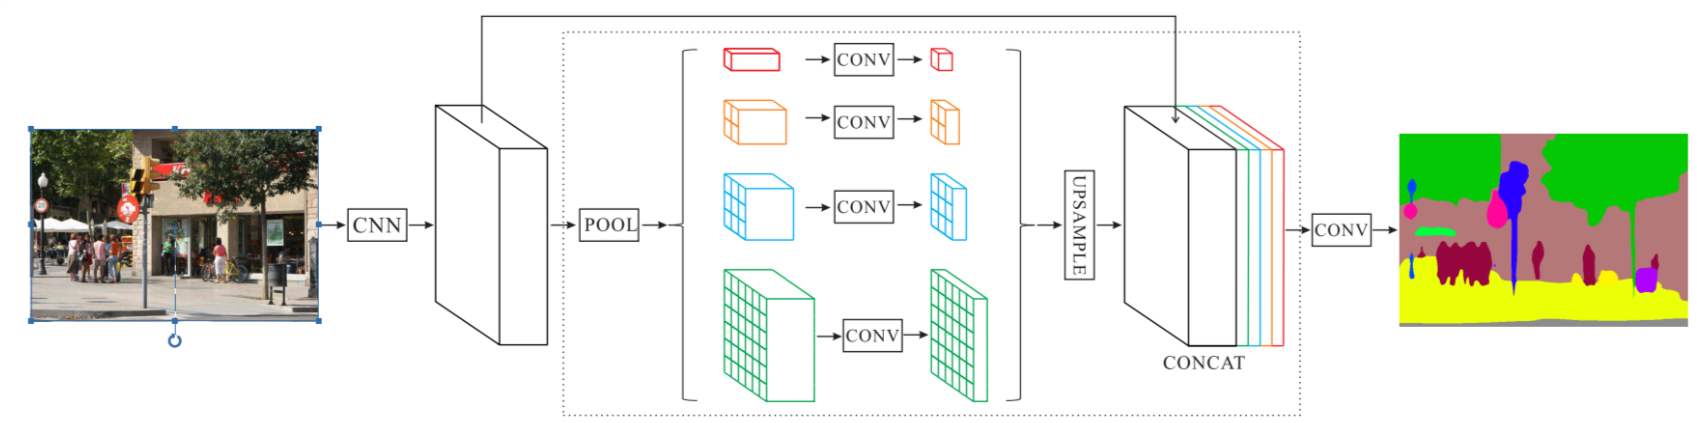 CNN
POOL
CONV
CONV
CONV
CONV
UPSAMPLE
CONCAT
CONV